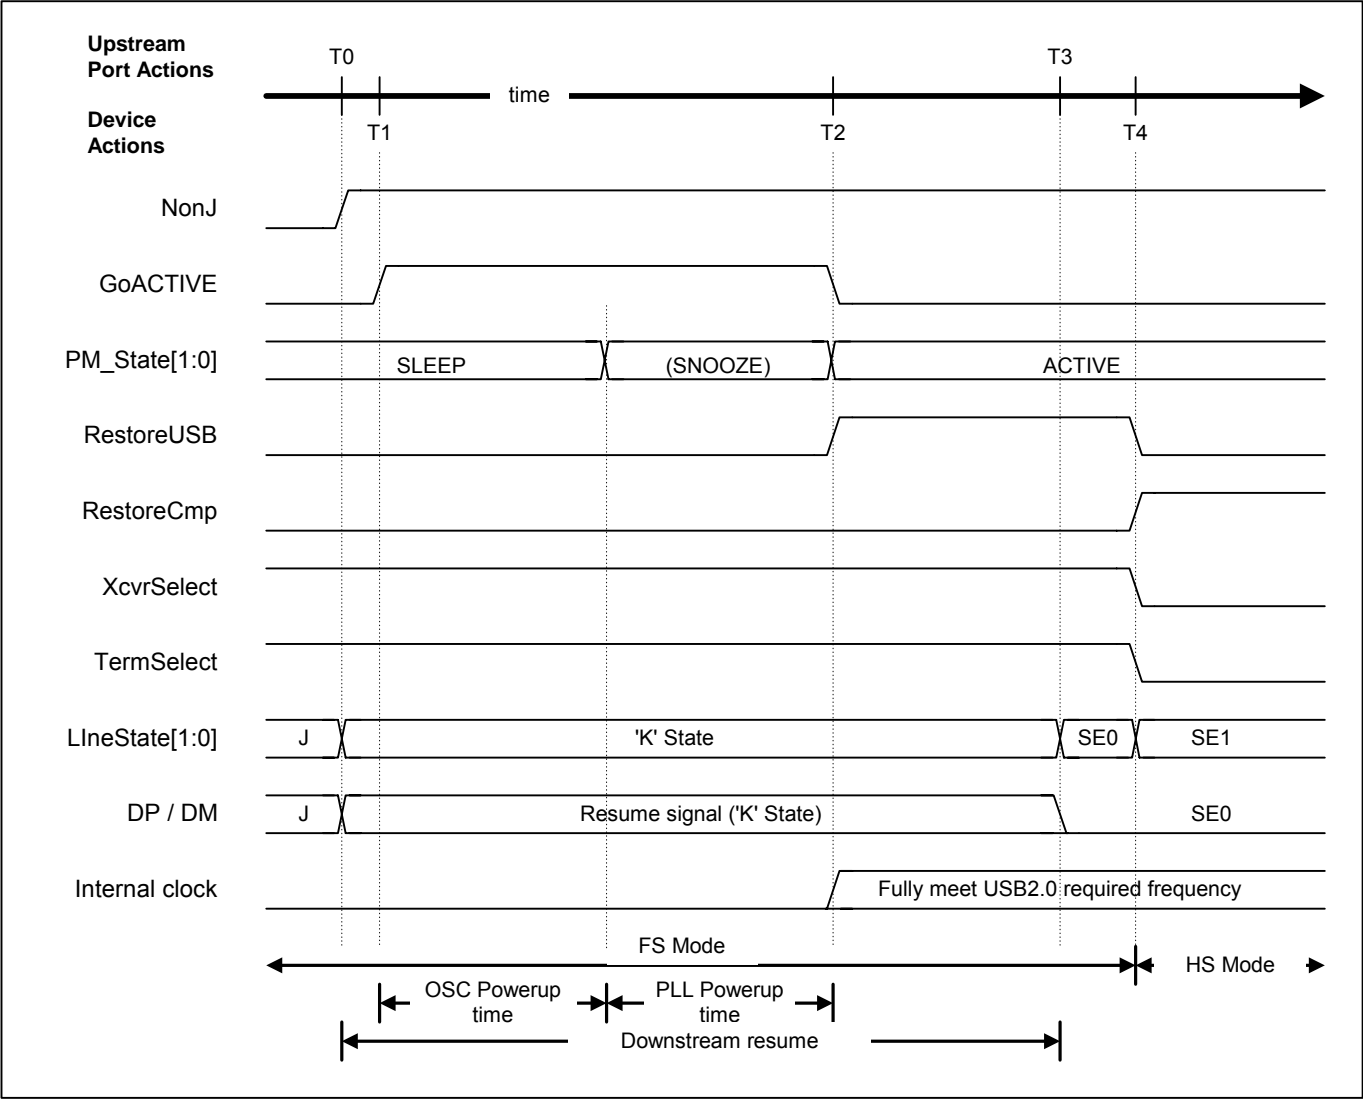 Upstream
Port Actions
T0
T3
time
Device
Actions
T1
T2
T4
NonJ
GoACTIVE
PM_State[1:0]
SLEEP
(SNOOZE)
ACTIVE
RestoreUSB
RestoreCmp
XcvrSelect
TermSelect
LIneState[1:0]
J
'K' State
SE0
SE1
DP / DM
J
Resume signal ('K' State)
SE0
Internal clock
Fully meet USB2.0 required frequency
FS Mode
HS Mode
OSC Powerup
time
PLL Powerup
time
Downstream resume